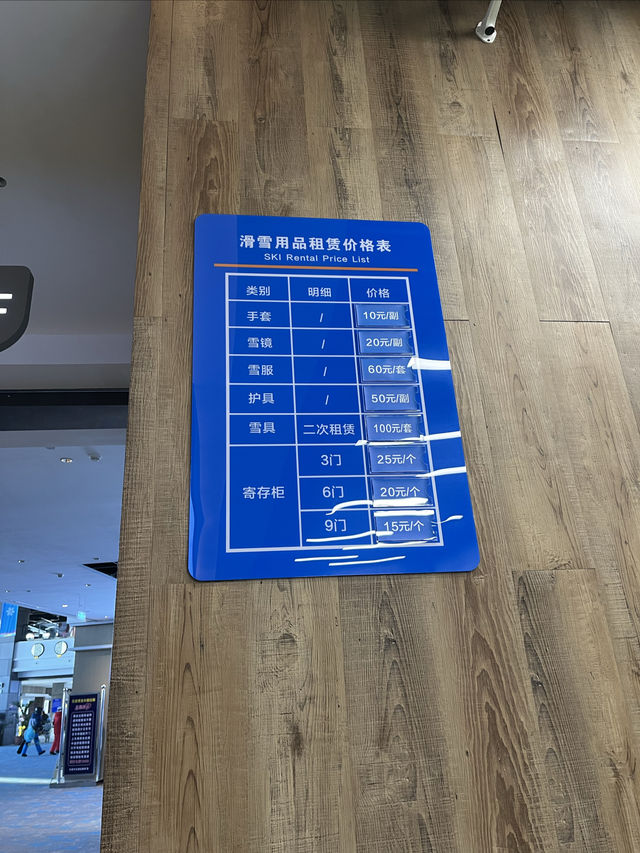 滑雪用品租赁价格表
SKI Rental Price List
类别 明细 价格
手套 / 10元/副
雪镜 / 20元/副
雪服 / 60元/套
护具 / 50元/副
雪具 二次租赁 100元/套
寄存柜 3门 25元/个
6门 20元/个
9门 15元/个